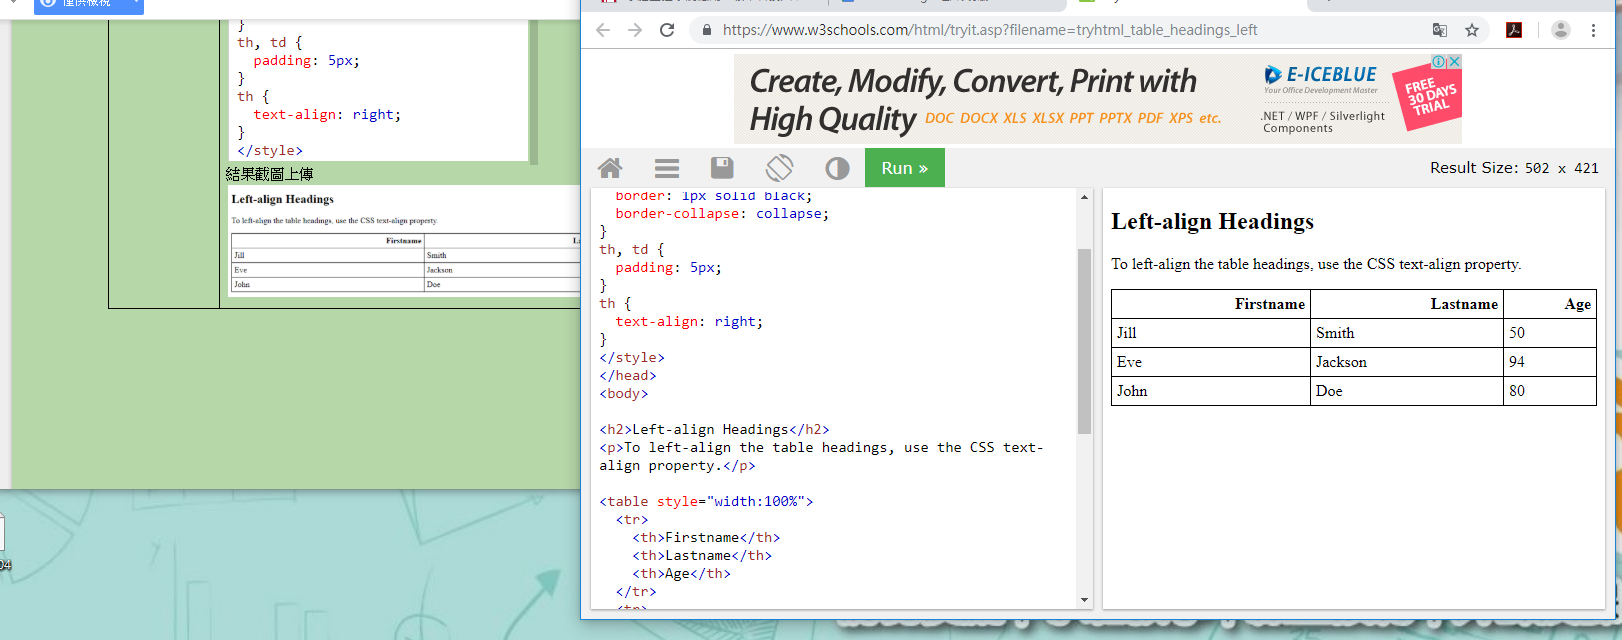 僅供檢視
}
th, td {
padding: 5px;
}
th {
text-align: right;
}
</style>
結果截圖上傳
Left-align Headings
To left-align the table headings, use the CSS text-align property.
Firstname
Jill Smith
Eve Jackson
John Doe
04
https://www.w3schools.com/html/tryit.asp?filename=tryhtml_table_headings_left
Create, Modify, Convert, Print with
High Quality DOC DOCX XLS XLSX PPT PPTX PDF XPS etc.
E-ICEBLUE
Your Office Development Master
.NET / WPF / Silverlight
Components
FREE
30 DAYS
TRIAL
Run »
Result Size: 502 x 421
border: 1px solid black;
border-collapse: collapse;
}
th, td {
padding: 5px;
}
th {
text-align: right;
}
</style>
</head>
<body>
<h2>Left-align Headings</h2>
<p>To left-align the table headings, use the CSS text-
align property.</p>
<table style="width:100%">
<tr>
<th>Firstname</th>
<th>Lastname</th>
<th>Age</th>
</tr>
<tr>
Left-align Headings
To left-align the table headings, use the CSS text-align property.
Firstname Lastname Age
Jill Smith 50
Eve Jackson 94
John Doe 80